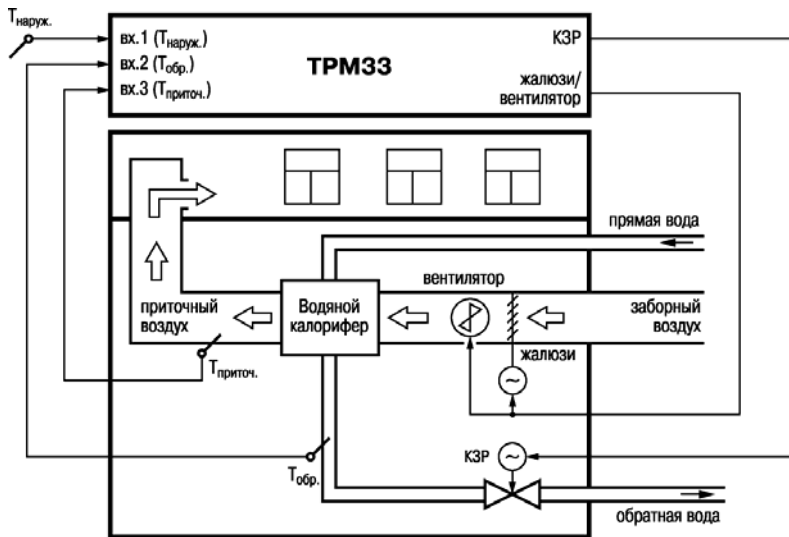 Тнаруж.
вх.1 (Тнаруж.)
вх.2 (Тобр.)
вх.3 (Тприточ.)
ТРМ33
КЗР
жалюзи/
вентилятор
прямая вода
вентилятор
приточный
воздух
Водяной
калорифер
заборный
воздух
жалюзи
Тприточ.
~
Тобр.
КЗР
~
обратная вода